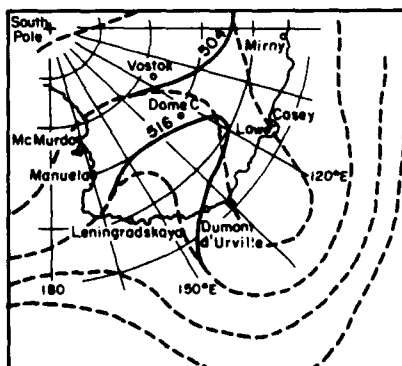 South
Pole
504
Mirny
Vostok
Dome C
516
Casey
Law
McMurdo
Manuela
120°E
Leningradskaya
Dumont
d'Urville
180
150°E